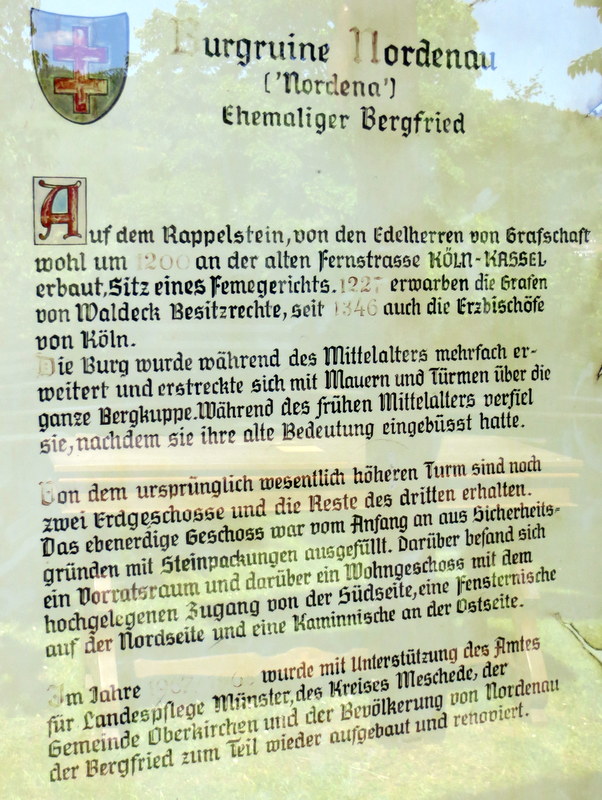 Burgruine Nordenau
('Nordena')
Ehemaliger Bergfried
Auf dem Rappelstein, von den Edelherren von Grafschaft
wohl um 1200 an der alten Fernstrasse KÖLN-KASSEL
erbaut, Sitz eines Femegerichts. 1227 erwarben die Grafen
von Waldeck Besitzrechte, seit 1346 auch die Erzbischöfe
von Köln.
Die Burg wurde während des Mittelalters mehrfach er-
weitert und erstreckte sich mit Mauern und Türmen über die
ganze Bergkuppe. Während des frühen Mittelalters verfiel
sie, nachdem sie ihre alte Bedeutung eingebüsst hatte.
Von dem ursprünglich wesentlich höheren Turm sind noch
zwei Erdgeschosse und die Reste des dritten erhalten.
Das ebenerdige Geschoss war vom Anfang an aus Sicherheits-
gründen mit Steinpackungen ausgefüllt. Darüber befand sich
ein Vorratsraum und darüber ein Wohngeschoss mit dem
hochgelegenen Zugang von der Südseite, eine Fensternische
auf der Nordseite und eine Kaminnische an der Ostseite.
Im Jahre wurde mit Unterstützung des Amtes
für Landespflege Münster, des Kreises Meschede, der
Gemeinde Oberkirchen und der Bevölkerung von Nordenau
der Bergfried zum Teil wieder aufgebaut und renoviert.